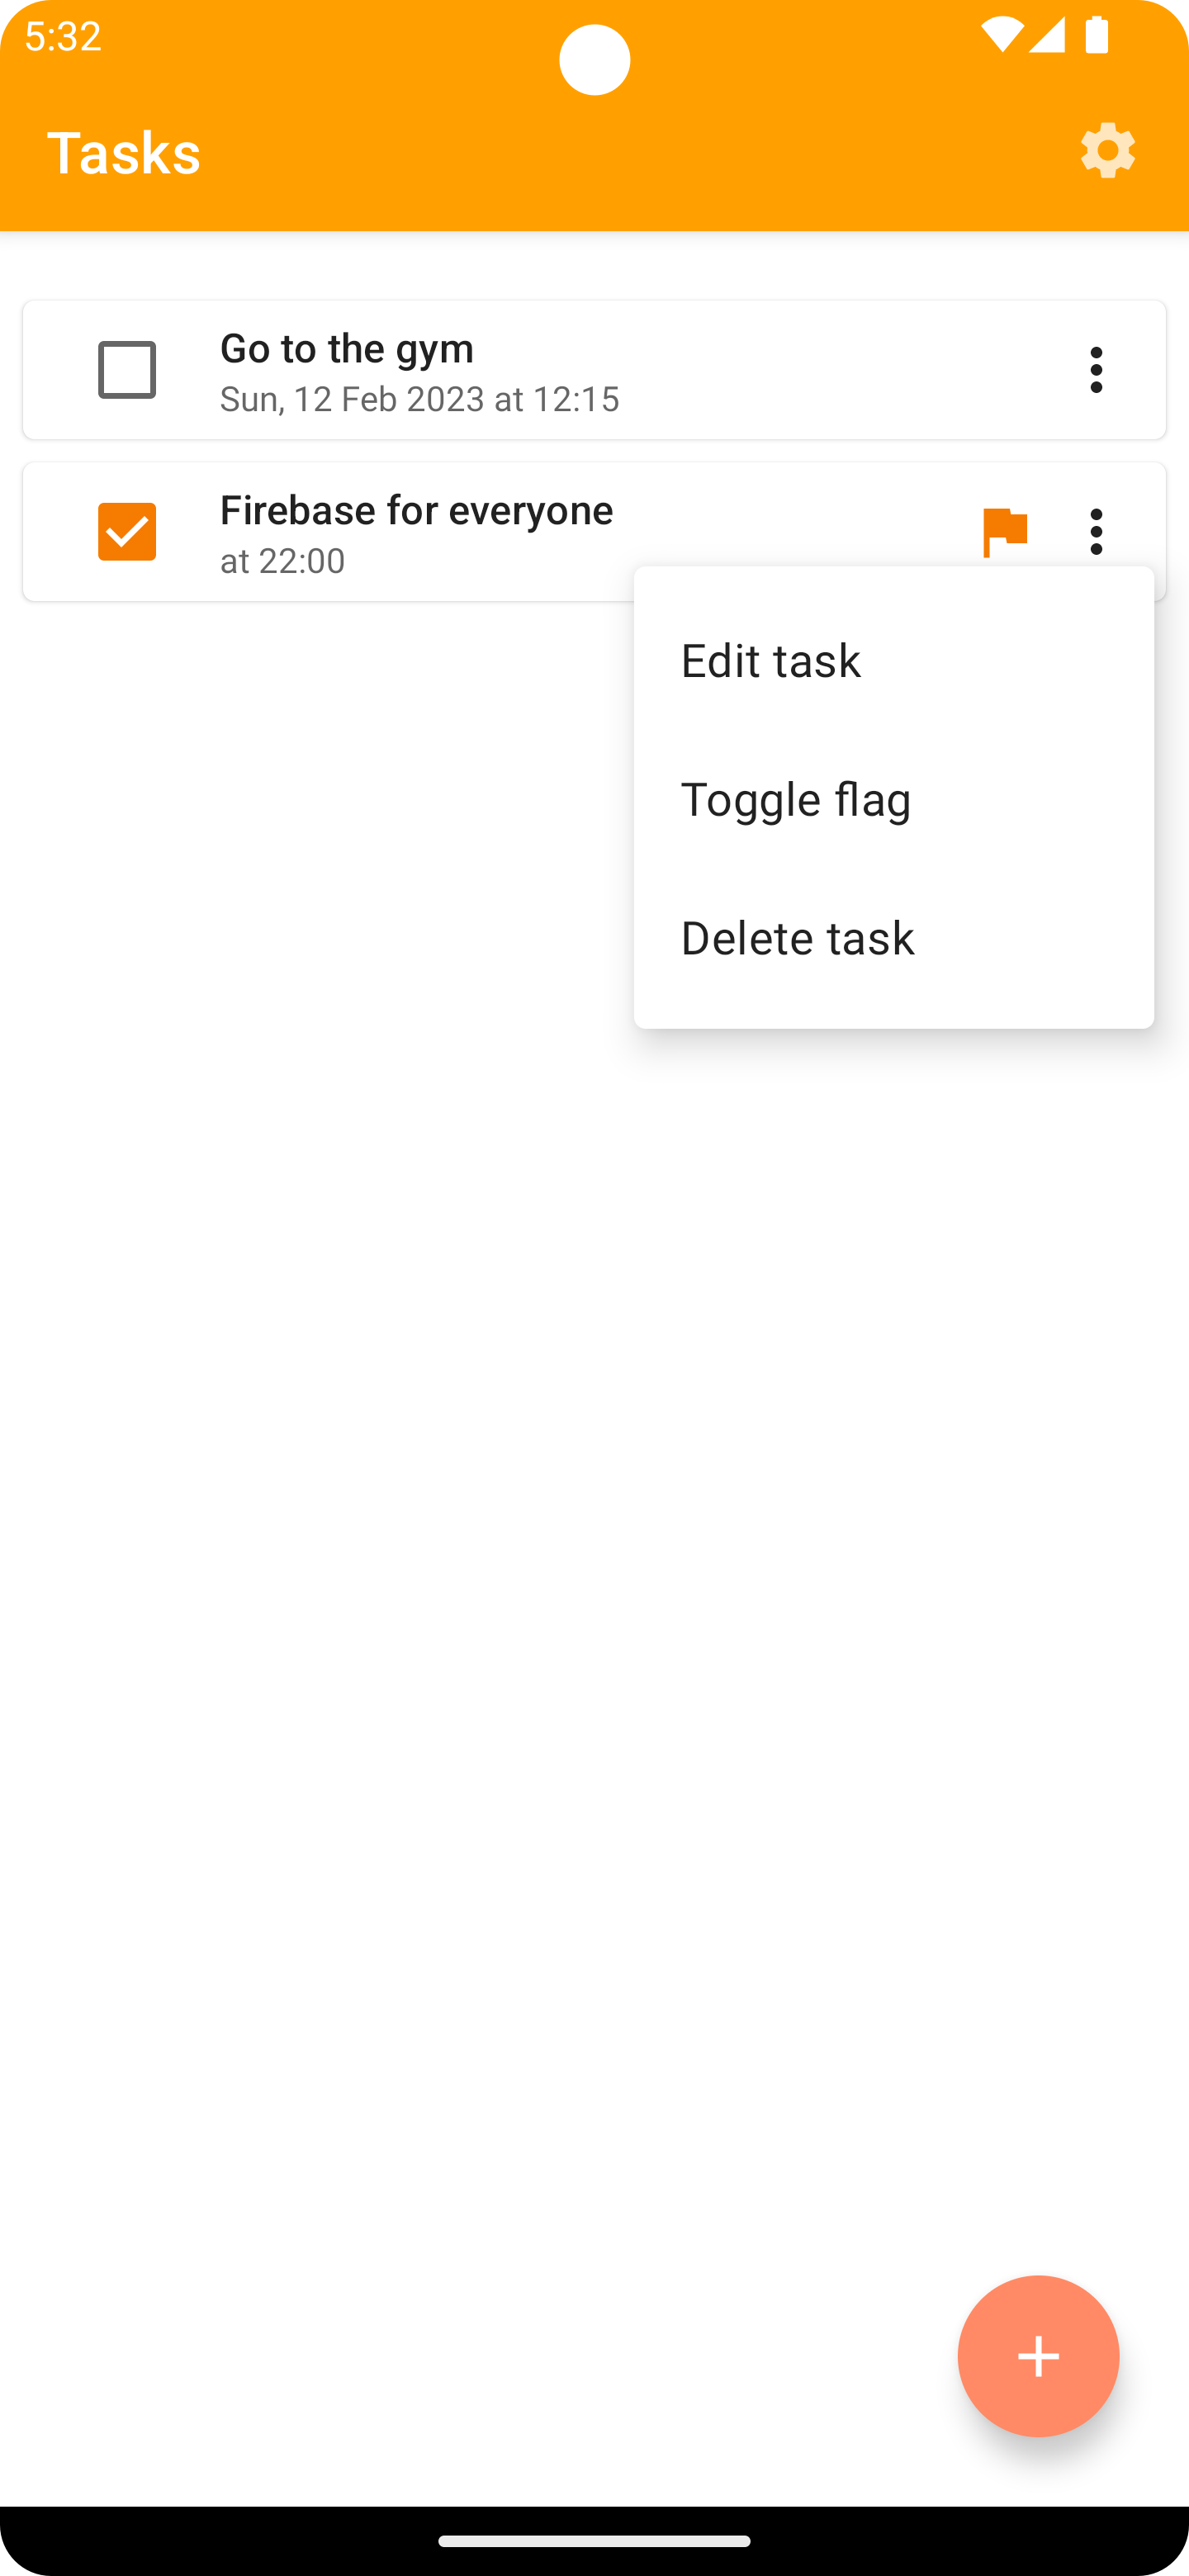 5:32
Tasks
Go to the gym
Sun, 12 Feb 2023 at 12:15
Firebase for everyone
at 22:00
Edit task
Toggle flag
Delete task